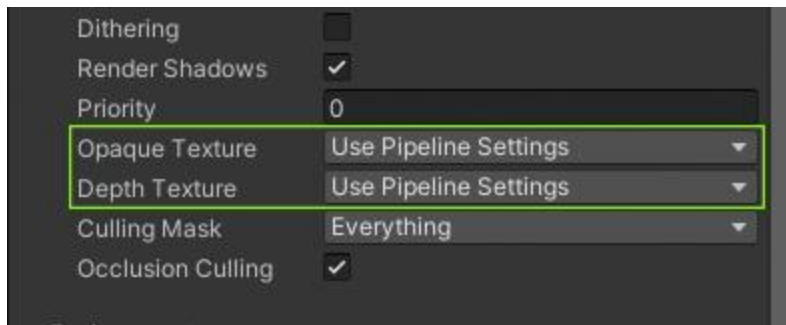 Dithering
Render Shadows
Priority 0
Opaque Texture Use Pipeline Settings
Depth Texture Use Pipeline Settings
Culling Mask Everything
Occlusion Culling